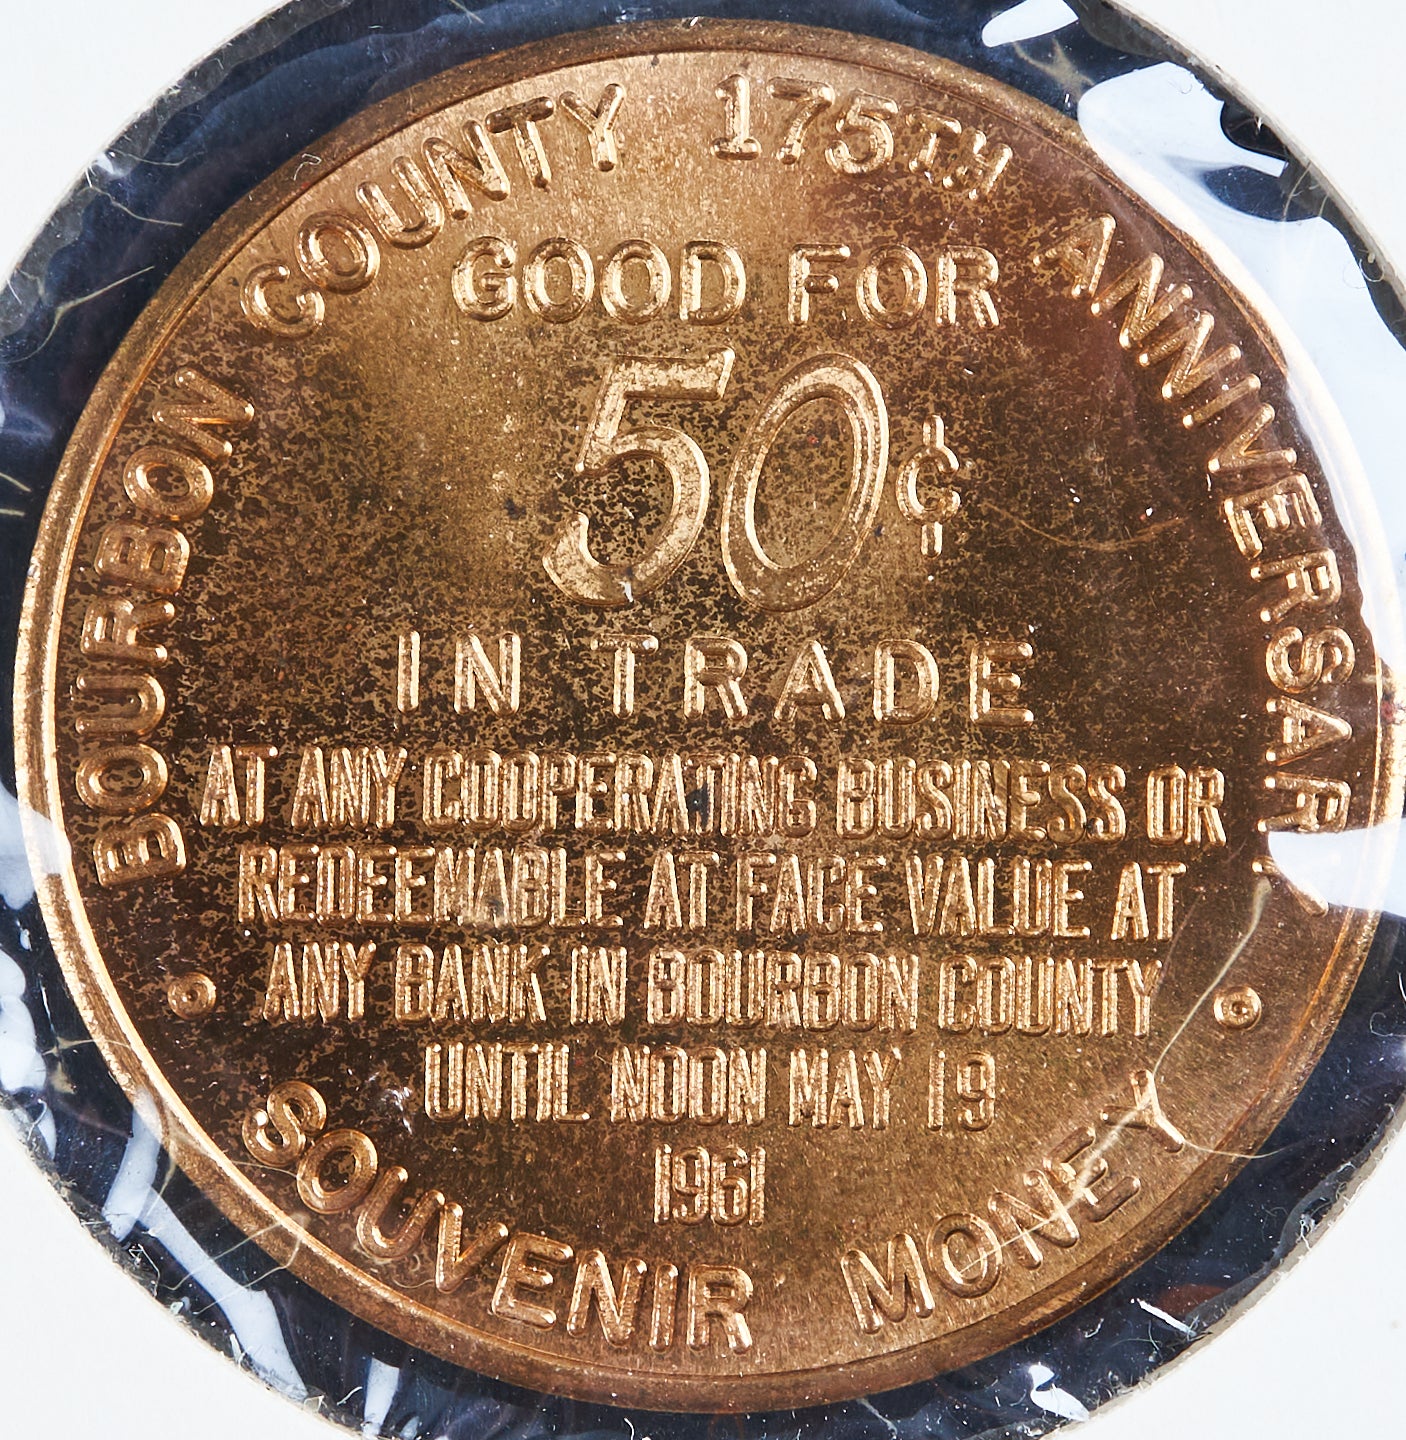 BOURBON COUNTY 175TH ANNIVERSARY
GOOD FOR
50¢
IN TRADE
AT ANY COOPERATING BUSINESS OR
REDEEMABLE AT FACE VALUE AT
ANY BANK IN BOURBON COUNTY
UNTIL NOON MAY 19
1961
SOUVENIR MONEY